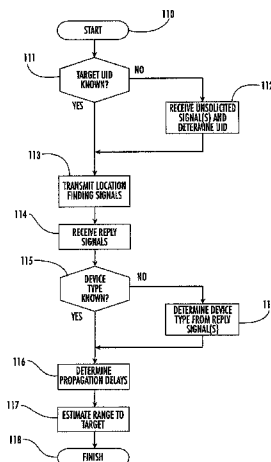 START
110
111
TARGET UID
KNOWN?
NO
YES
RECEIVE UNSOLICITED
SIGNAL(S) AND
DETERMINE UID
112
113
TRANSMIT LOCATION
FINDING SIGNALS
114
RECEIVE REPLY
SIGNALS
115
DEVICE
TYPE
KNOWN?
NO
YES
DETERMINE DEVICE
TYPE FROM REPLY
SIGNAL(S)
116
DETERMINE
PROPAGATION DELAYS
117
ESTIMATE RANGE TO
TARGET
118
FINISH